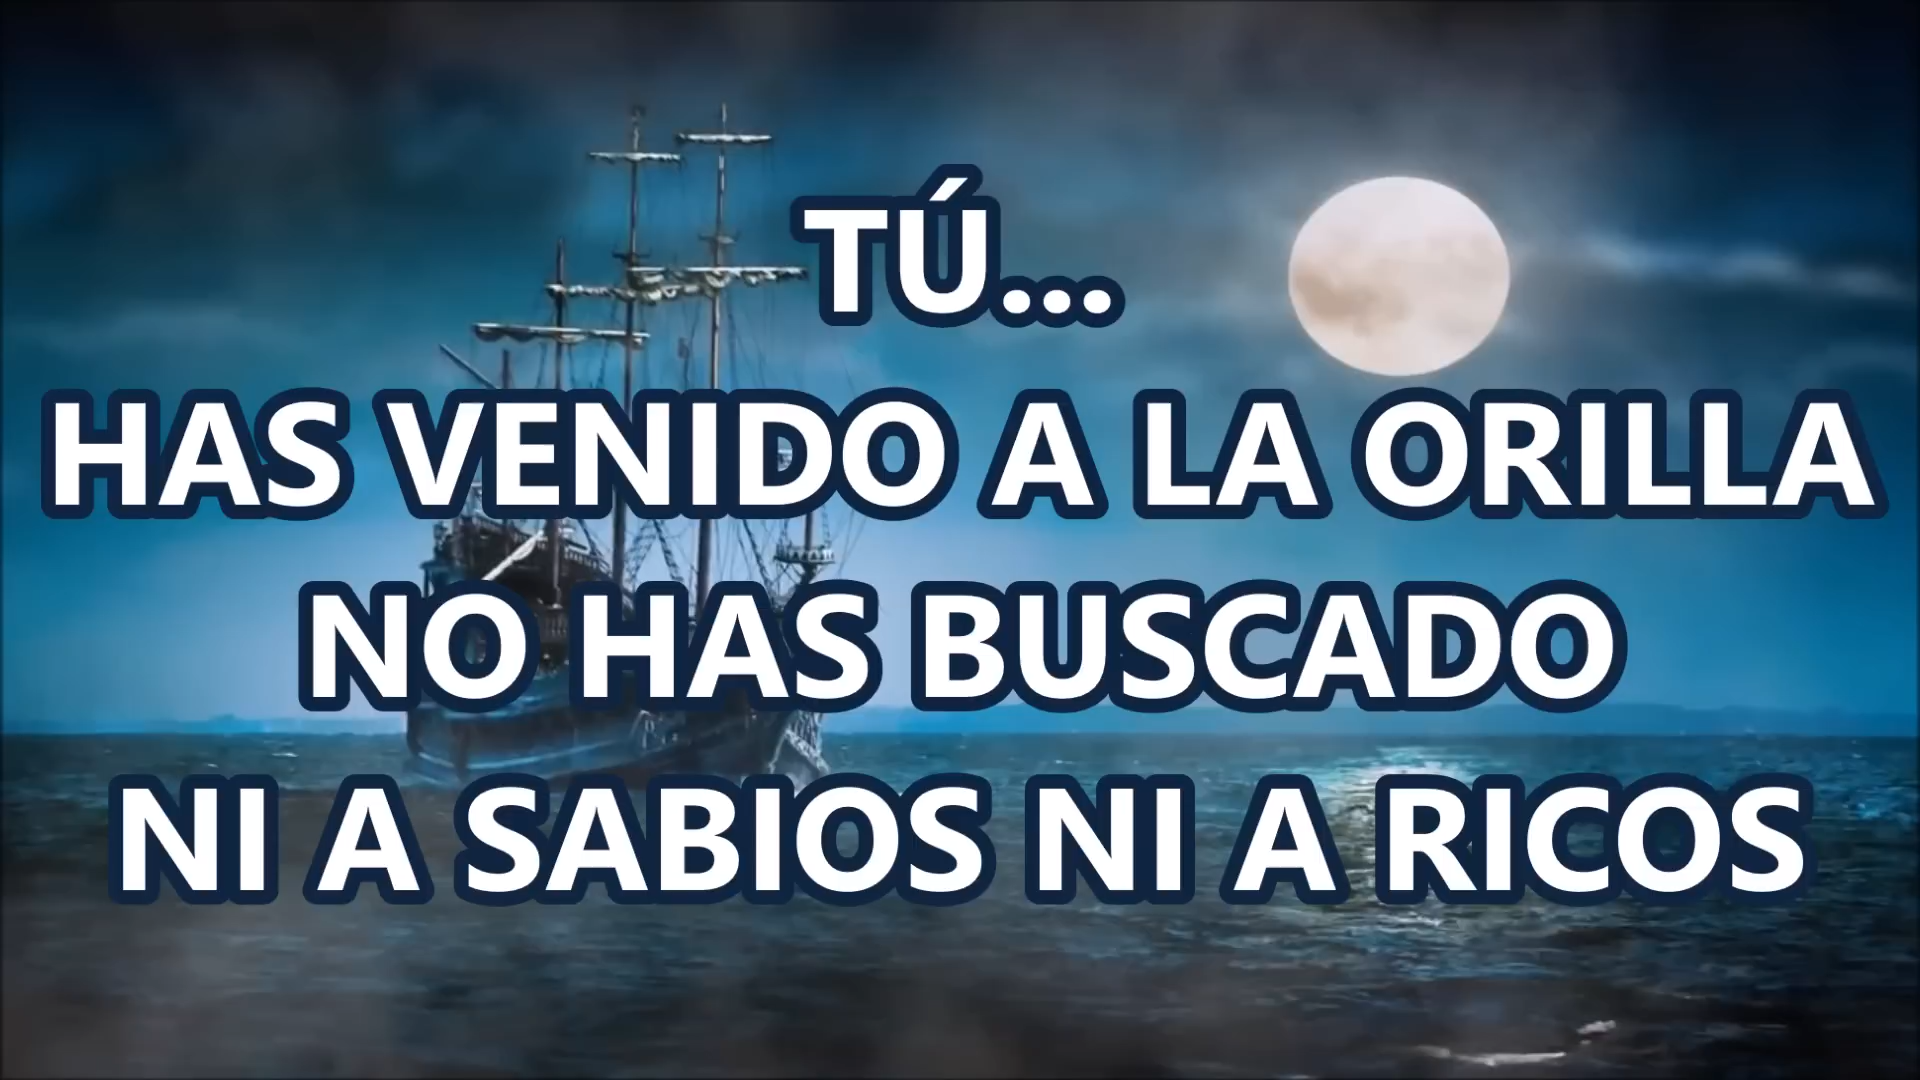 TÚ...
HAS VENIDO A LA ORILLA
NO HAS BUSCADO
NI A SABIOS NI A RICOS